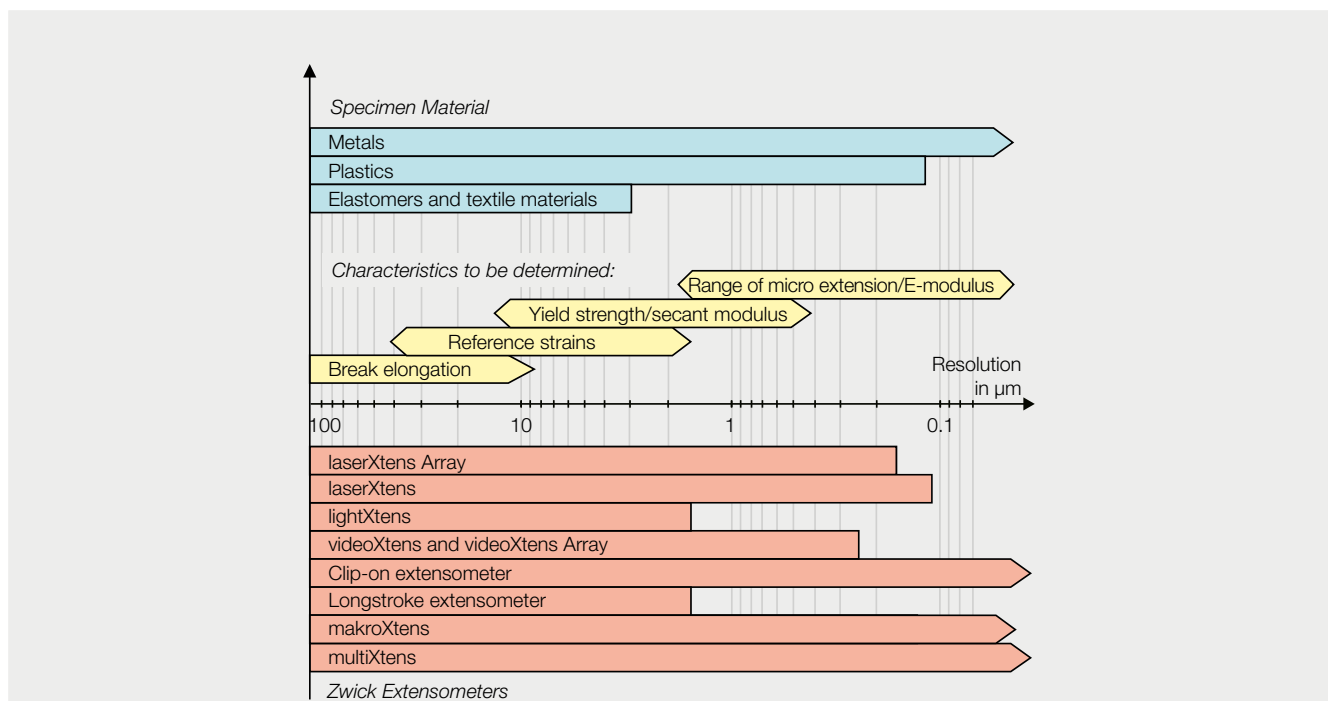 Specimen Material
Metals
Plastics
Elastomers and textile materials
Characteristics to be determined:
Range of micro extension/E-modulus
Yield strength/secant modulus
Reference strains
Break elongation
Resolution
in µm
100 10 1 0.1
laserXtens Array
laserXtens
lightXtens
videoXtens and videoXtens Array
Clip-on extensometer
Longstroke extensometer
makroXtens
multiXtens
Zwick Extensometers